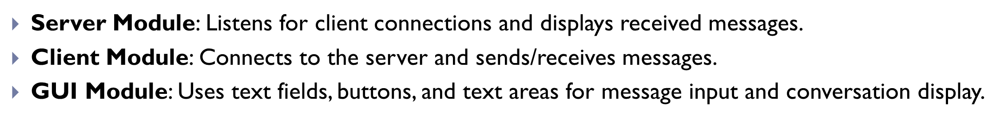 Server Module: Listens for client connections and displays received messages.
Client Module: Connects to the server and sends/receives messages.
GUI Module: Uses text fields, buttons, and text areas for message input and conversation display.